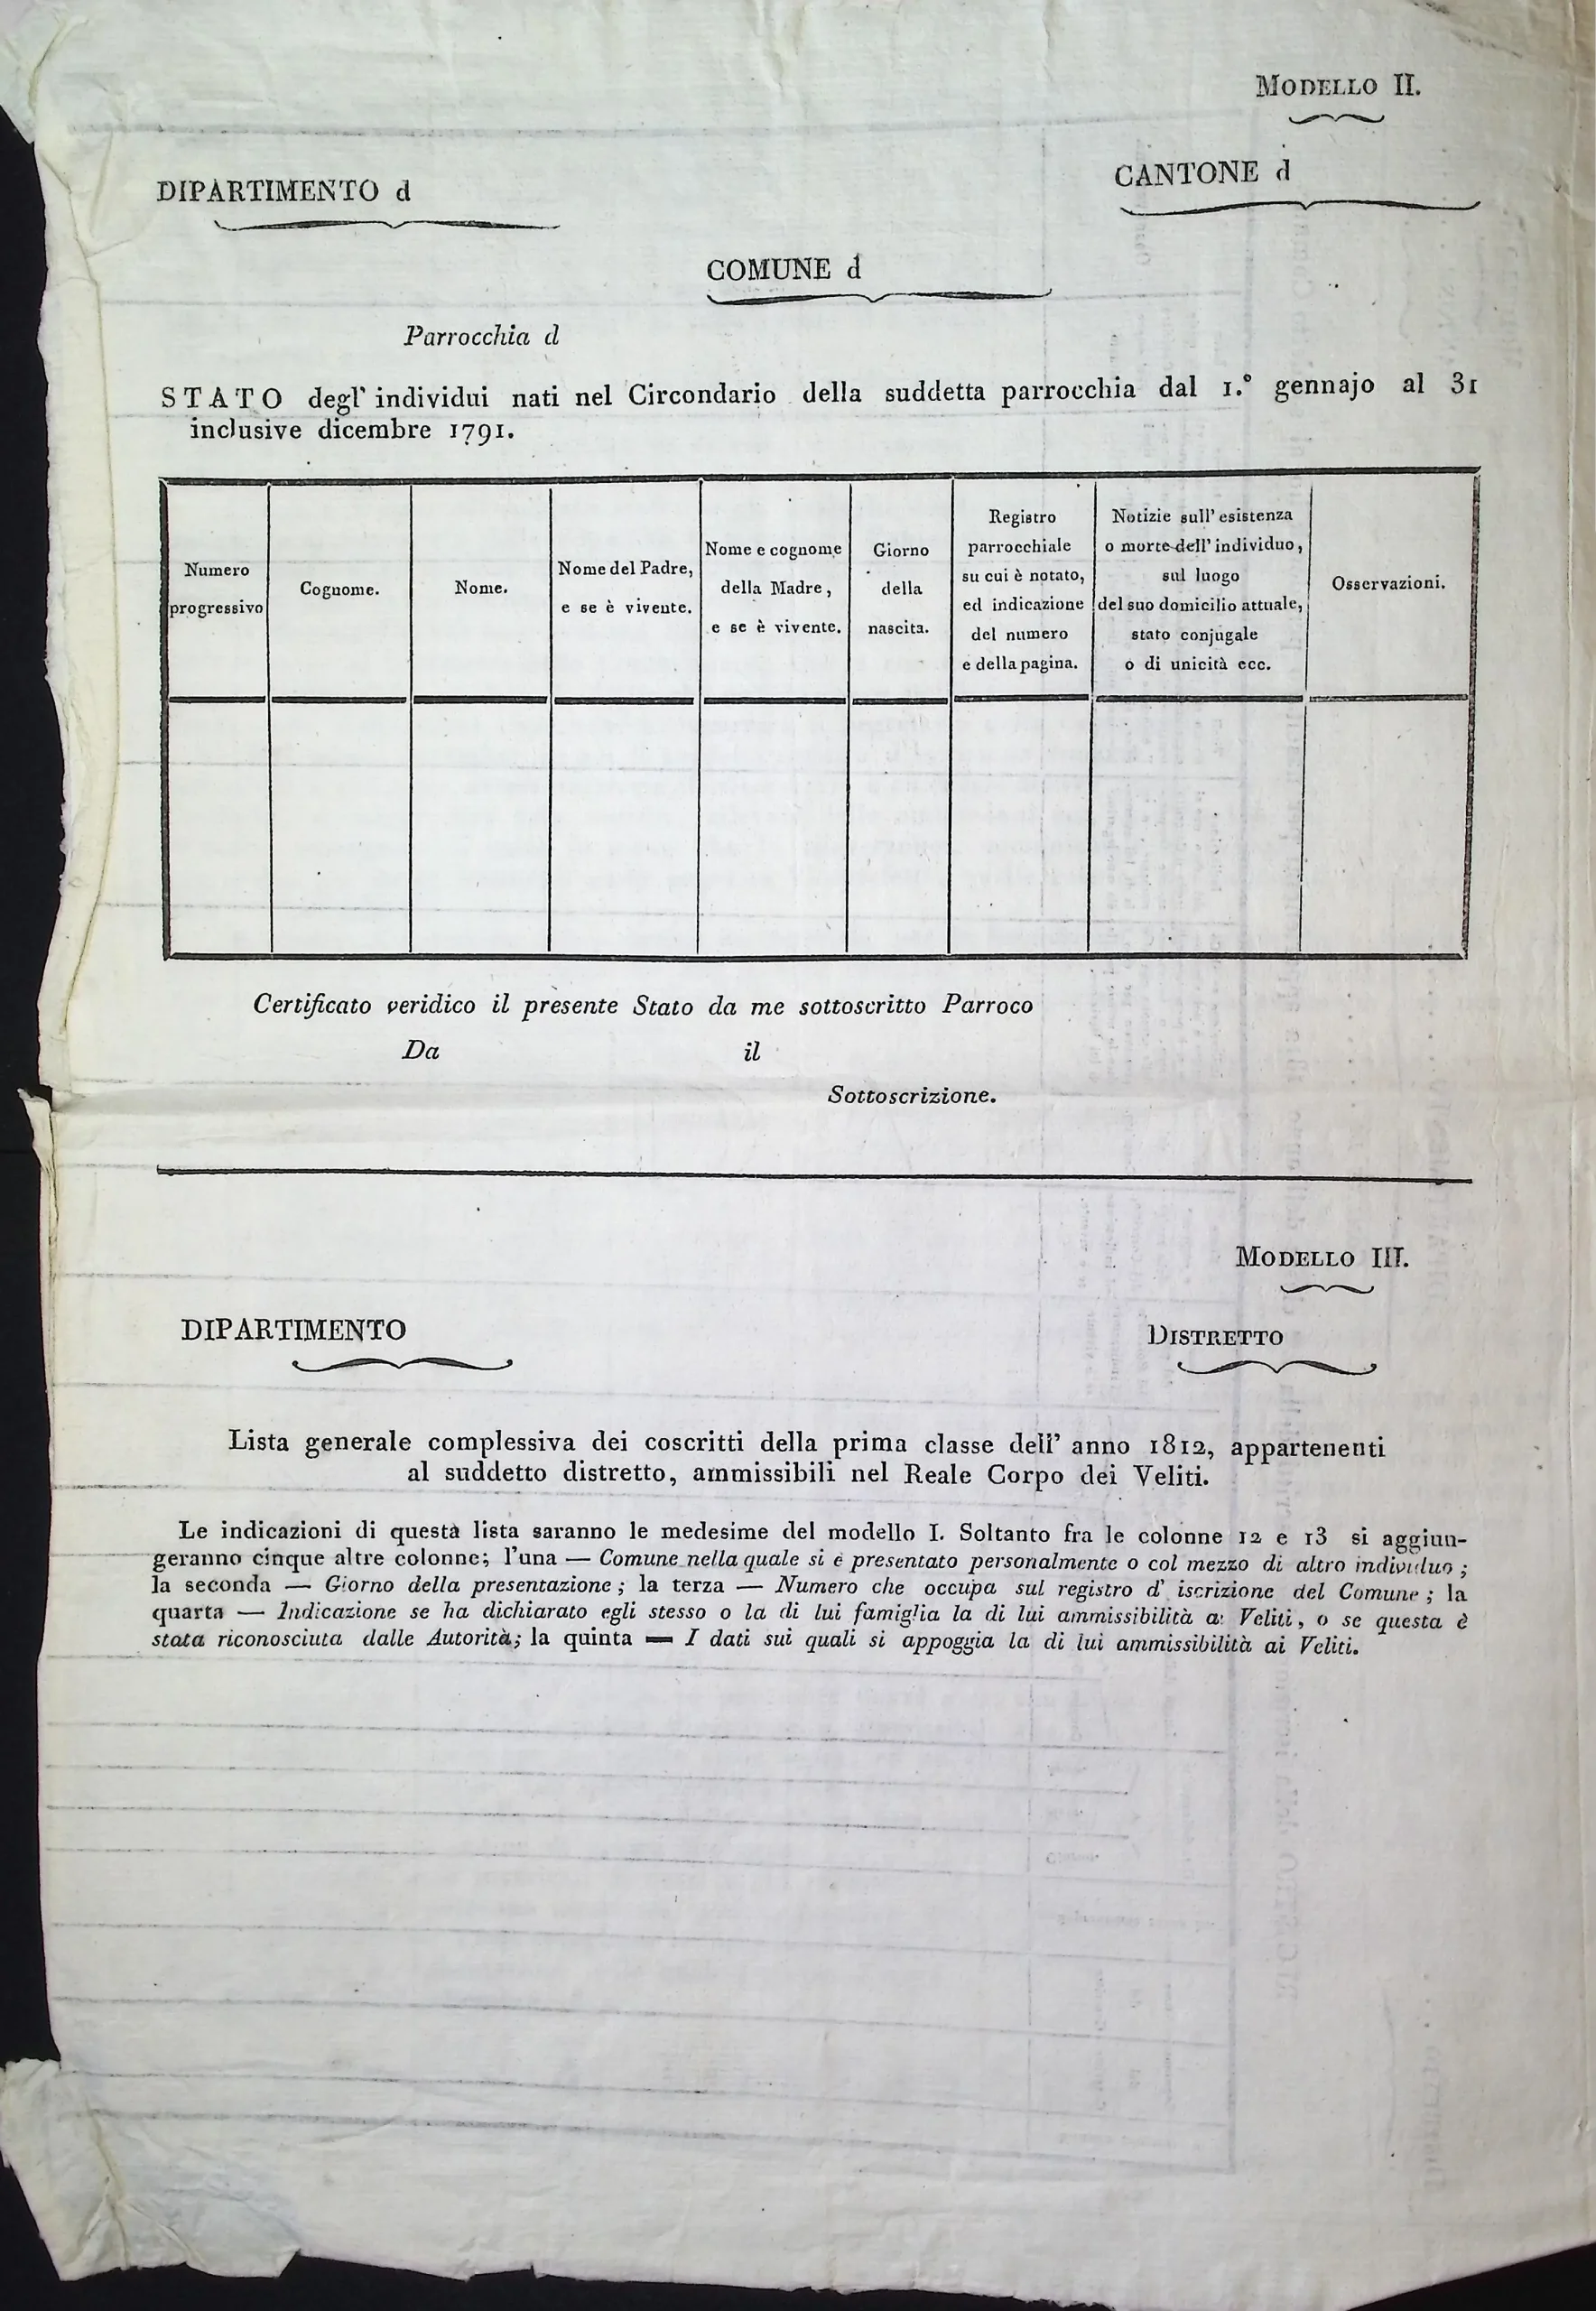 MODELLO II.
DIPARTIMENTO d
CANTONE d
COMUNE d
Parrocchia d
STATO degl' individui nati nel Circondario della suddetta parrocchia dal 1.° gennajo al 31
inclusive dicembre 1791.
Numero
progressivo
Cognome.
Nome.
Nome del Padre,
e se è vivente.
Nome e cognome
della Madre,
e se è vivente.
Giorno
della
nascita.
Registro
parrocchiale
su cui è notato,
ed indicazione
del numero
e della pagina.
Notizie sull' esistenza
o morte dell' individuo,
sul luogo
del suo domicilio attuale,
stato conjugale
o di unicità ecc.
Osservazioni.
Certificato veridico il presente Stato da me sottoscritto Parroco
Da il
Sottoscrizione.
MODELLO III.
DIPARTIMENTO
DISTRETTO
Lista generale complessiva dei coscritti della prima classe dell' anno 1812, appartenenti
al suddetto distretto, ammissibili nel Reale Corpo dei Veliti.
Le indicazioni di questa lista saranno le medesime del modello I. Soltanto fra le colonne 12 e 13 si aggiun-
geranno cinque altre colonne; l'una — Comune nella quale si è presentato personalmente o col mezzo di altro individuo;
la seconda — Giorno della presentazione; la terza — Numero che occupa sul registro d' iscrizione del Comune; la
quarta — Indicazione se ha dichiarato egli stesso o la di lui famiglia la di lui ammissibilità ai Veliti, o se questa è
stata riconosciuta dalle Autorità; la quinta — I dati sui quali si appoggia la di lui ammissibilità ai Veliti.